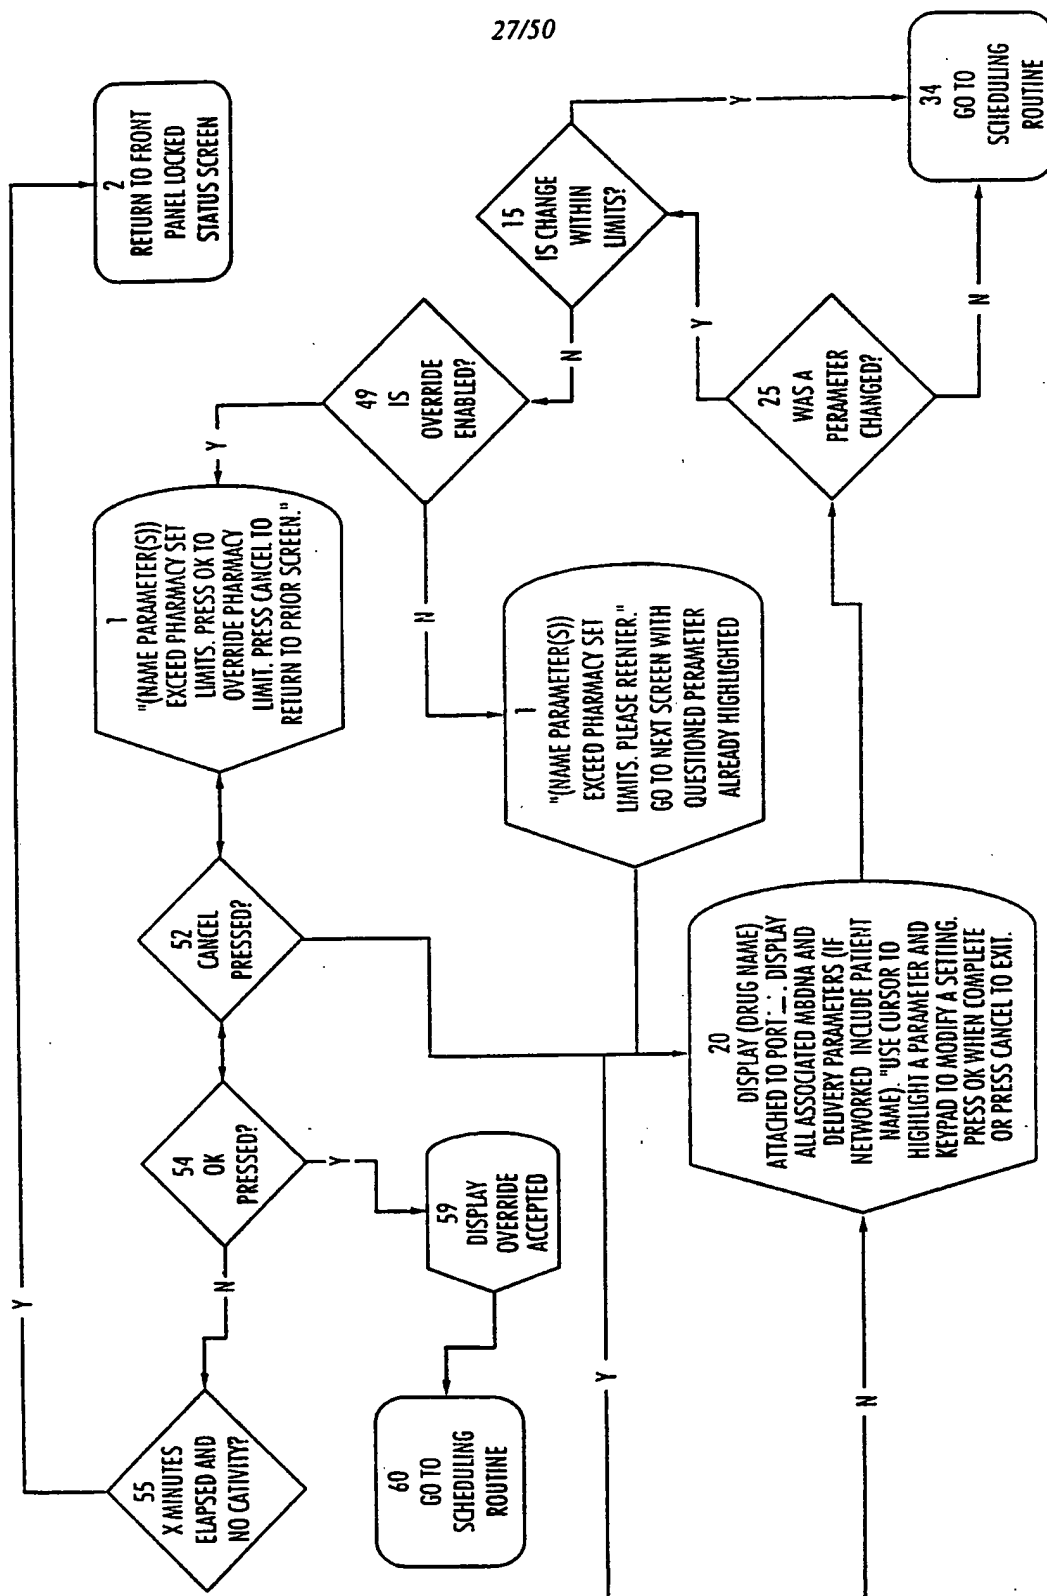 27/50
2
RETURN TO FRONT
PANEL LOCKED
STATUS SCREEN
Y
1
"(NAME PARAMETER(S))
EXCEED PHARMACY SET
LIMITS. PRESS OK TO
OVERRIDE PHARMACY
LIMIT. PRESS CANCEL TO
RETURN TO PRIOR SCREEN."
Y
49
IS
OVERRIDE
ENABLED?
N
N
15
IS CHANGE
WITHIN
LIMITS?
Y
34
GO TO
SCHEDULING
ROUTINE
1
"(NAME PARAMETER(S))
EXCEED PHARMACY SET
LIMITS. PLEASE REENTER."
GO TO NEXT SCREEN WITH
QUESTIONED PERAMETER
ALREADY HIGHLIGHTED
Y
25
WAS A
PERAMETER
CHANGED?
N
52
CANCEL
PRESSED?
54
OK
PRESSED?
Y
N
59
DISPLAY
OVERRIDE
ACCEPTED
55
X MINUTES
ELAPSED AND
NO CATIVITY?
60
GO TO
SCHEDULING
ROUTINE
Y
20
DISPLAY (DRUG NAME)
ATTACHED TO PORT __. DISPLAY
ALL ASSOCIATED MBDNA AND
DELIVERY PARAMETERS (IF
NETWORKED INCLUDE PATIENT
NAME). "USE CURSOR TO
HIGHLIGHT A PARAMETER AND
KEYPAD TO MODIFY A SETTING.
PRESS OK WHEN COMPLETE
OR PRESS CANCEL TO EXIT.
N